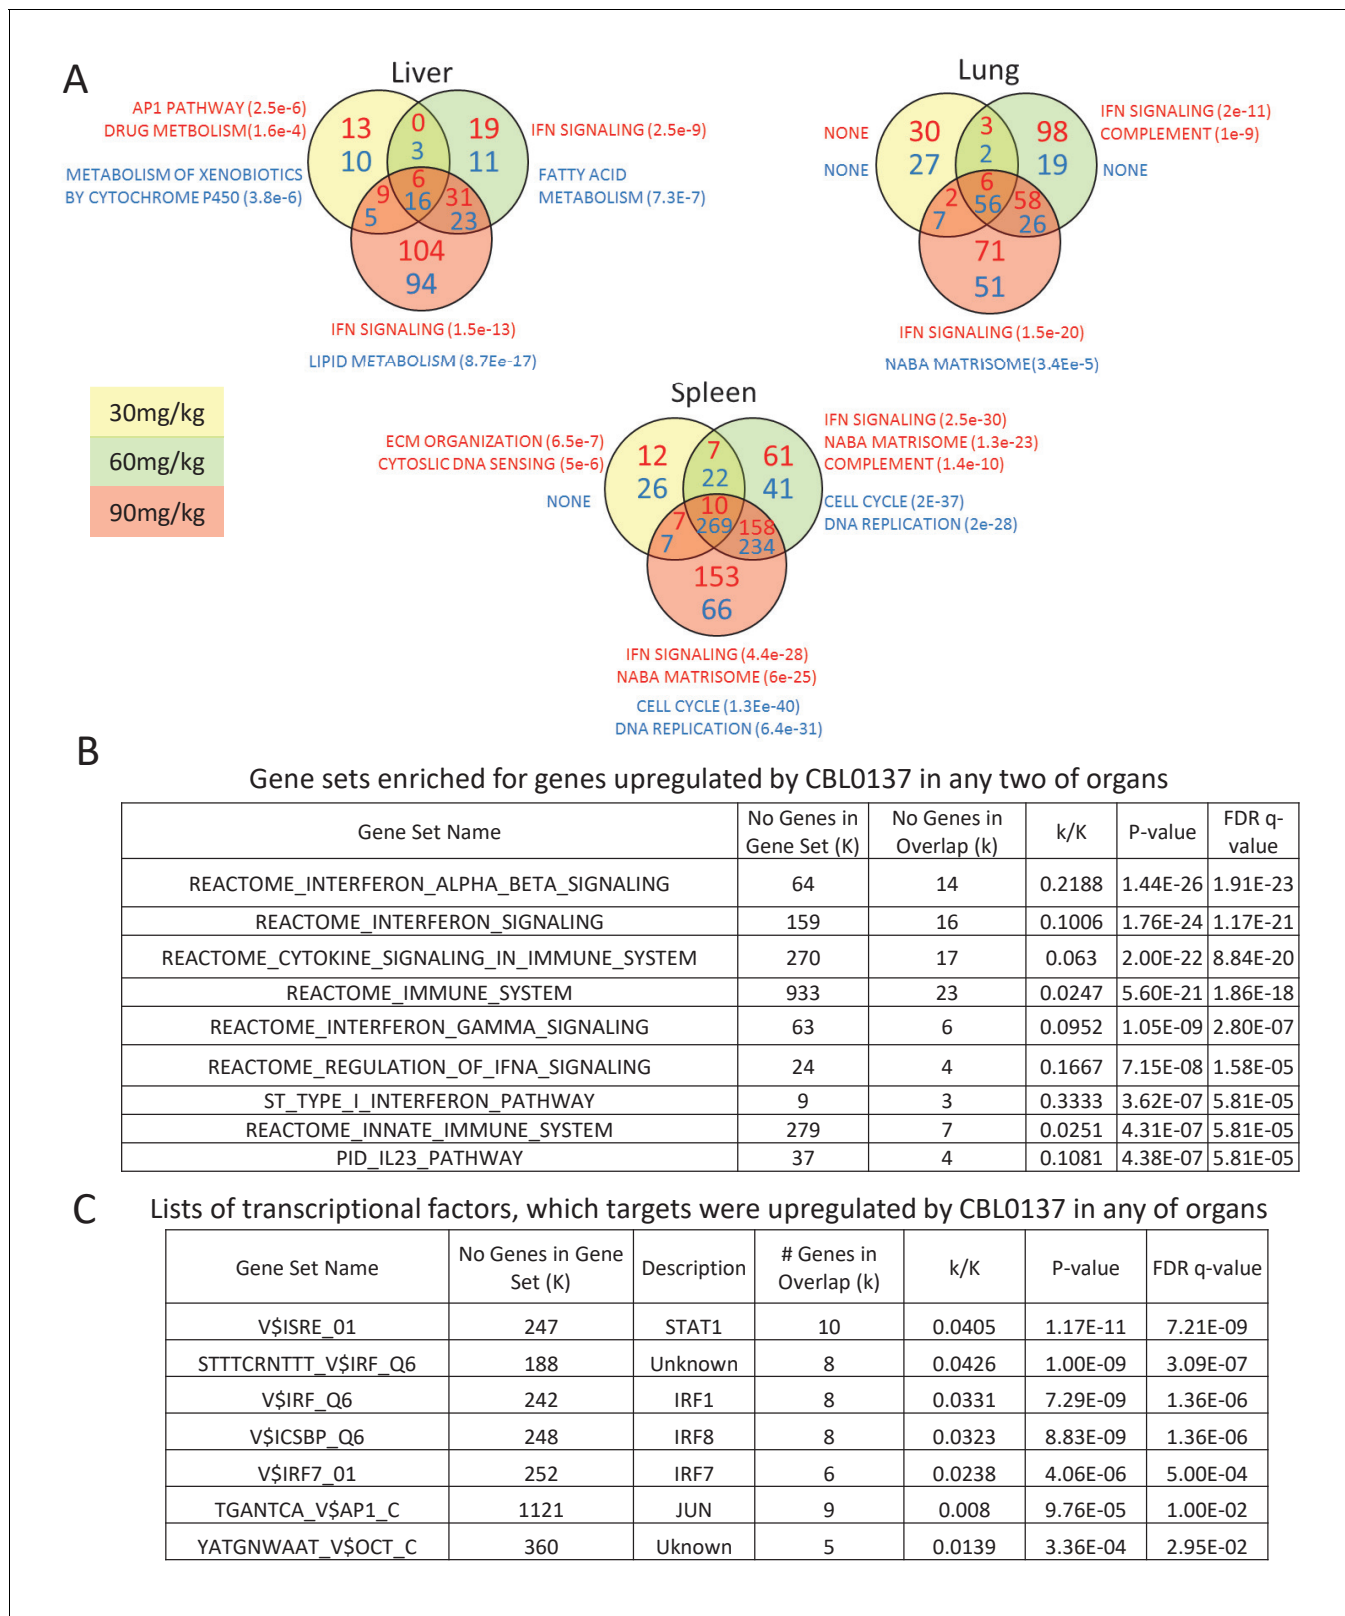 A
Liver
AP1 PATHWAY (2.5e-6)
DRUG METBOLISM(1.6e-4)
METABOLISM OF XENOBIOTICS
BY CYTOCHROME P450 (3.8e-6)
13
10
0
3
19
11
9
5
6
16
31
23
104
94
IFN SIGNALING (2.5e-9)
FATTY ACID
METABOLISM (7.3E-7)
IFN SIGNALING (1.5e-13)
LIPID METABOLISM (8.7Ee-17)
Lung
NONE
NONE
30
27
3
2
98
19
2
7
6
56
58
26
71
51
IFN SIGNALING (2e-11)
COMPLEMENT (1e-9)
NONE
IFN SIGNALING (1.5e-20)
NABA MATRISOME(3.4Ee-5)
30mg/kg
60mg/kg
90mg/kg
Spleen
ECM ORGANIZATION (6.5e-7)
CYTOSLIC DNA SENSING (5e-6)
NONE
12
26
7
22
61
41
7
7
10
269
158
234
153
66
IFN SIGNALING (2.5e-30)
NABA MATRISOME (1.3e-23)
COMPLEMENT (1.4e-10)
CELL CYCLE (2E-37)
DNA REPLICATION (2e-28)
IFN SIGNALING (4.4e-28)
NABA MATRISOME (6e-25)
CELL CYCLE (1.3Ee-40)
DNA REPLICATION (6.4e-31)
B
Gene sets enriched for genes upregulated by CBL0137 in any two of organs
Gene Set Name | No Genes in Gene Set (K) | No Genes in Overlap (k) | k/K | P-value | FDR q-value
REACTOME_INTERFERON_ALPHA_BETA_SIGNALING 64 14 0.2188 1.44E-26 1.91E-23
REACTOME_INTERFERON_SIGNALING 159 16 0.1006 1.76E-24 1.17E-21
REACTOME_CYTOKINE_SIGNALING_IN_IMMUNE_SYSTEM 270 17 0.063 2.00E-22 8.84E-20
REACTOME_IMMUNE_SYSTEM 933 23 0.0247 5.60E-21 1.86E-18
REACTOME_INTERFERON_GAMMA_SIGNALING 63 6 0.0952 1.05E-09 2.80E-07
REACTOME_REGULATION_OF_IFNA_SIGNALING 24 4 0.1667 7.15E-08 1.58E-05
ST_TYPE_I_INTERFERON_PATHWAY 9 3 0.3333 3.62E-07 5.81E-05
REACTOME_INNATE_IMMUNE_SYSTEM 279 7 0.0251 4.31E-07 5.81E-05
PID_IL23_PATHWAY 37 4 0.1081 4.38E-07 5.81E-05
C
Lists of transcriptional factors, which targets were upregulated by CBL0137 in any of organs
Gene Set Name | No Genes in Gene Set (K) | Description | # Genes in Overlap (k) | k/K | P-value | FDR q-value
V$ISRE_01 247 STAT1 10 0.0405 1.17E-11 7.21E-09
STTTCRNTTT_V$IRF_Q6 188 Unknown 8 0.0426 1.00E-09 3.09E-07
V$IRF_Q6 242 IRF1 8 0.0331 7.29E-09 1.36E-06
V$ICSBP_Q6 248 IRF8 8 0.0323 8.83E-09 1.36E-06
V$IRF7_01 252 IRF7 6 0.0238 4.06E-06 5.00E-04
TGANTCA_V$AP1_C 1121 JUN 9 0.008 9.76E-05 1.00E-02
YATGNWAAT_V$OCT_C 360 Uknown 5 0.0139 3.36E-04 2.95E-02